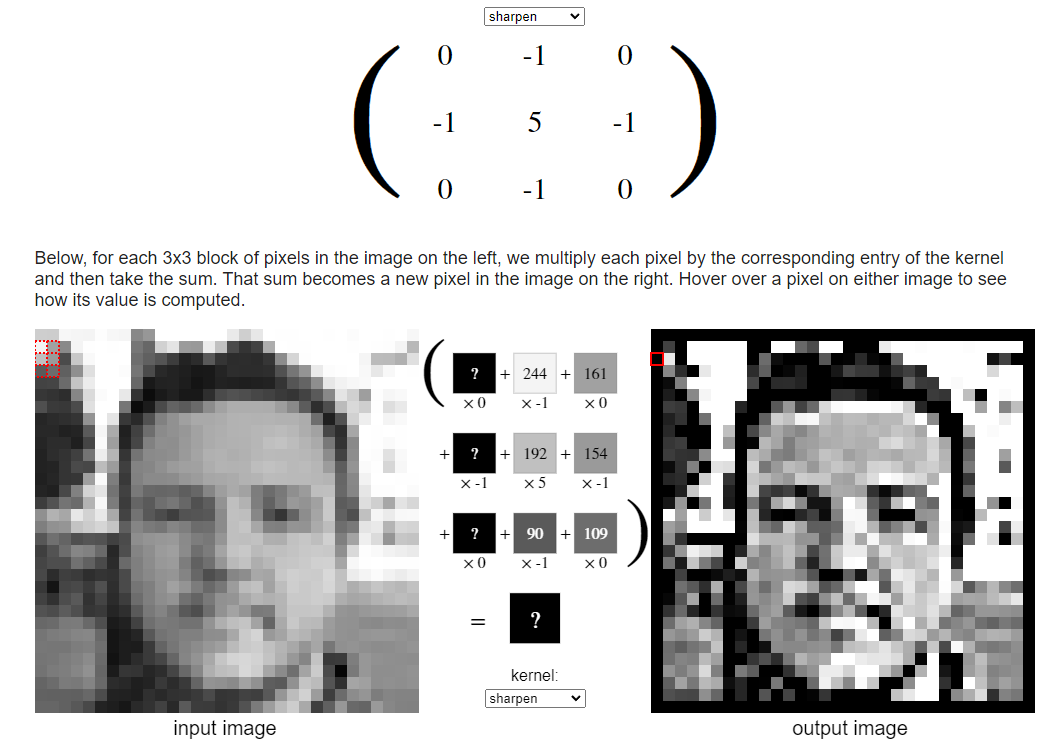 sharpen
0 -1 0
-1 5 -1
0 -1 0
Below, for each 3x3 block of pixels in the image on the left, we multiply each pixel by the corresponding entry of the kernel
and then take the sum. That sum becomes a new pixel in the image on the right. Hover over a pixel on either image to see
how its value is computed.
( ? + 244 + 161
×0 ×-1 ×0
+ ? + 192 + 154
×-1 ×5 ×-1
+ ? + 90 + 109 )
×0 ×-1 ×0
= ?
kernel:
sharpen
input image
output image